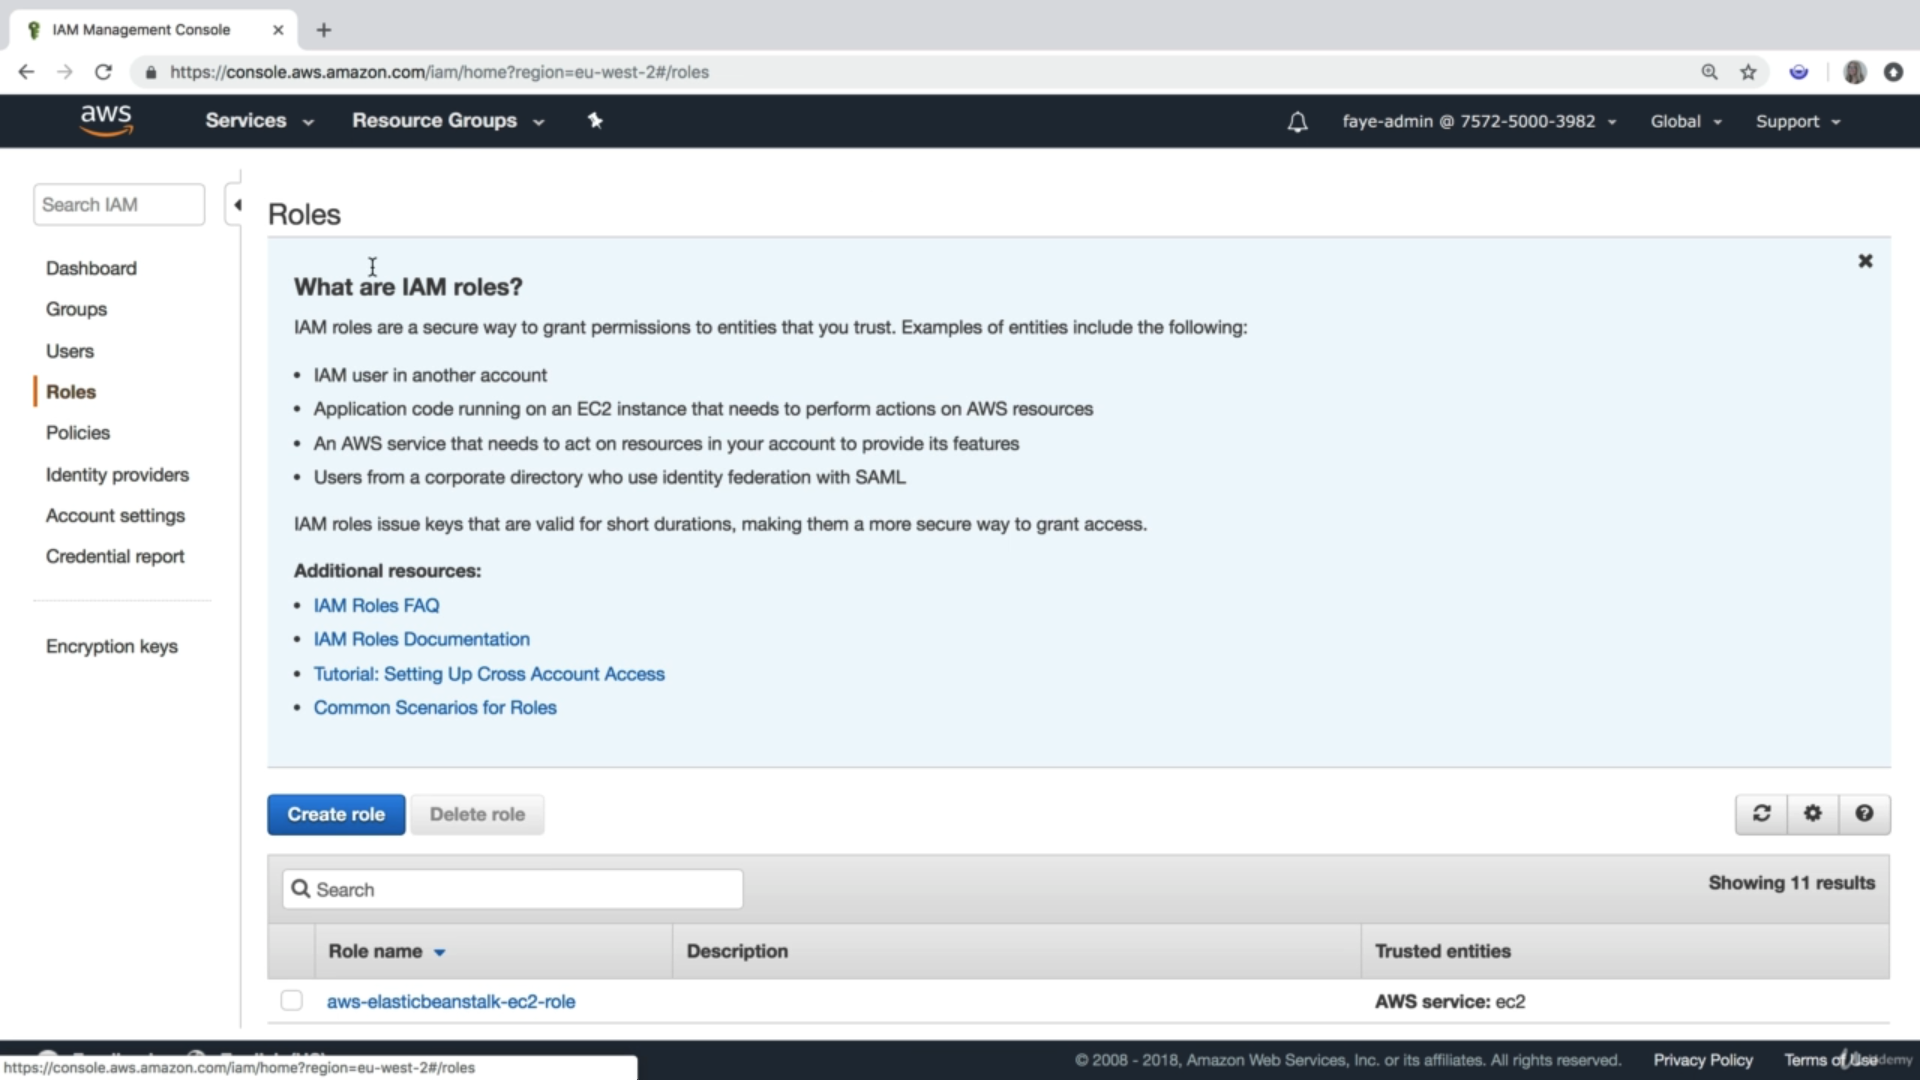 IAM Management Console
https://console.aws.amazon.com/iam/home?region=eu-west-2#/roles
aws
Services
Resource Groups
faye-admin @ 7572-5000-3982
Global
Support
Search IAM
Dashboard
Groups
Users
Roles
Policies
Identity providers
Account settings
Credential report
Encryption keys
Roles
What are IAM roles?
IAM roles are a secure way to grant permissions to entities that you trust. Examples of entities include the following:
• IAM user in another account
• Application code running on an EC2 instance that needs to perform actions on AWS resources
• An AWS service that needs to act on resources in your account to provide its features
• Users from a corporate directory who use identity federation with SAML
IAM roles issue keys that are valid for short durations, making them a more secure way to grant access.
Additional resources:
• IAM Roles FAQ
• IAM Roles Documentation
• Tutorial: Setting Up Cross Account Access
• Common Scenarios for Roles
Create role
Delete role
Search
Showing 11 results
Role name
Description
Trusted entities
aws-elasticbeanstalk-ec2-role
AWS service: ec2
https://console.aws.amazon.com/iam/home?region=eu-west-2#/roles
© 2008 - 2018, Amazon Web Services, Inc. or its affiliates. All rights reserved.
Privacy Policy
Terms of Use